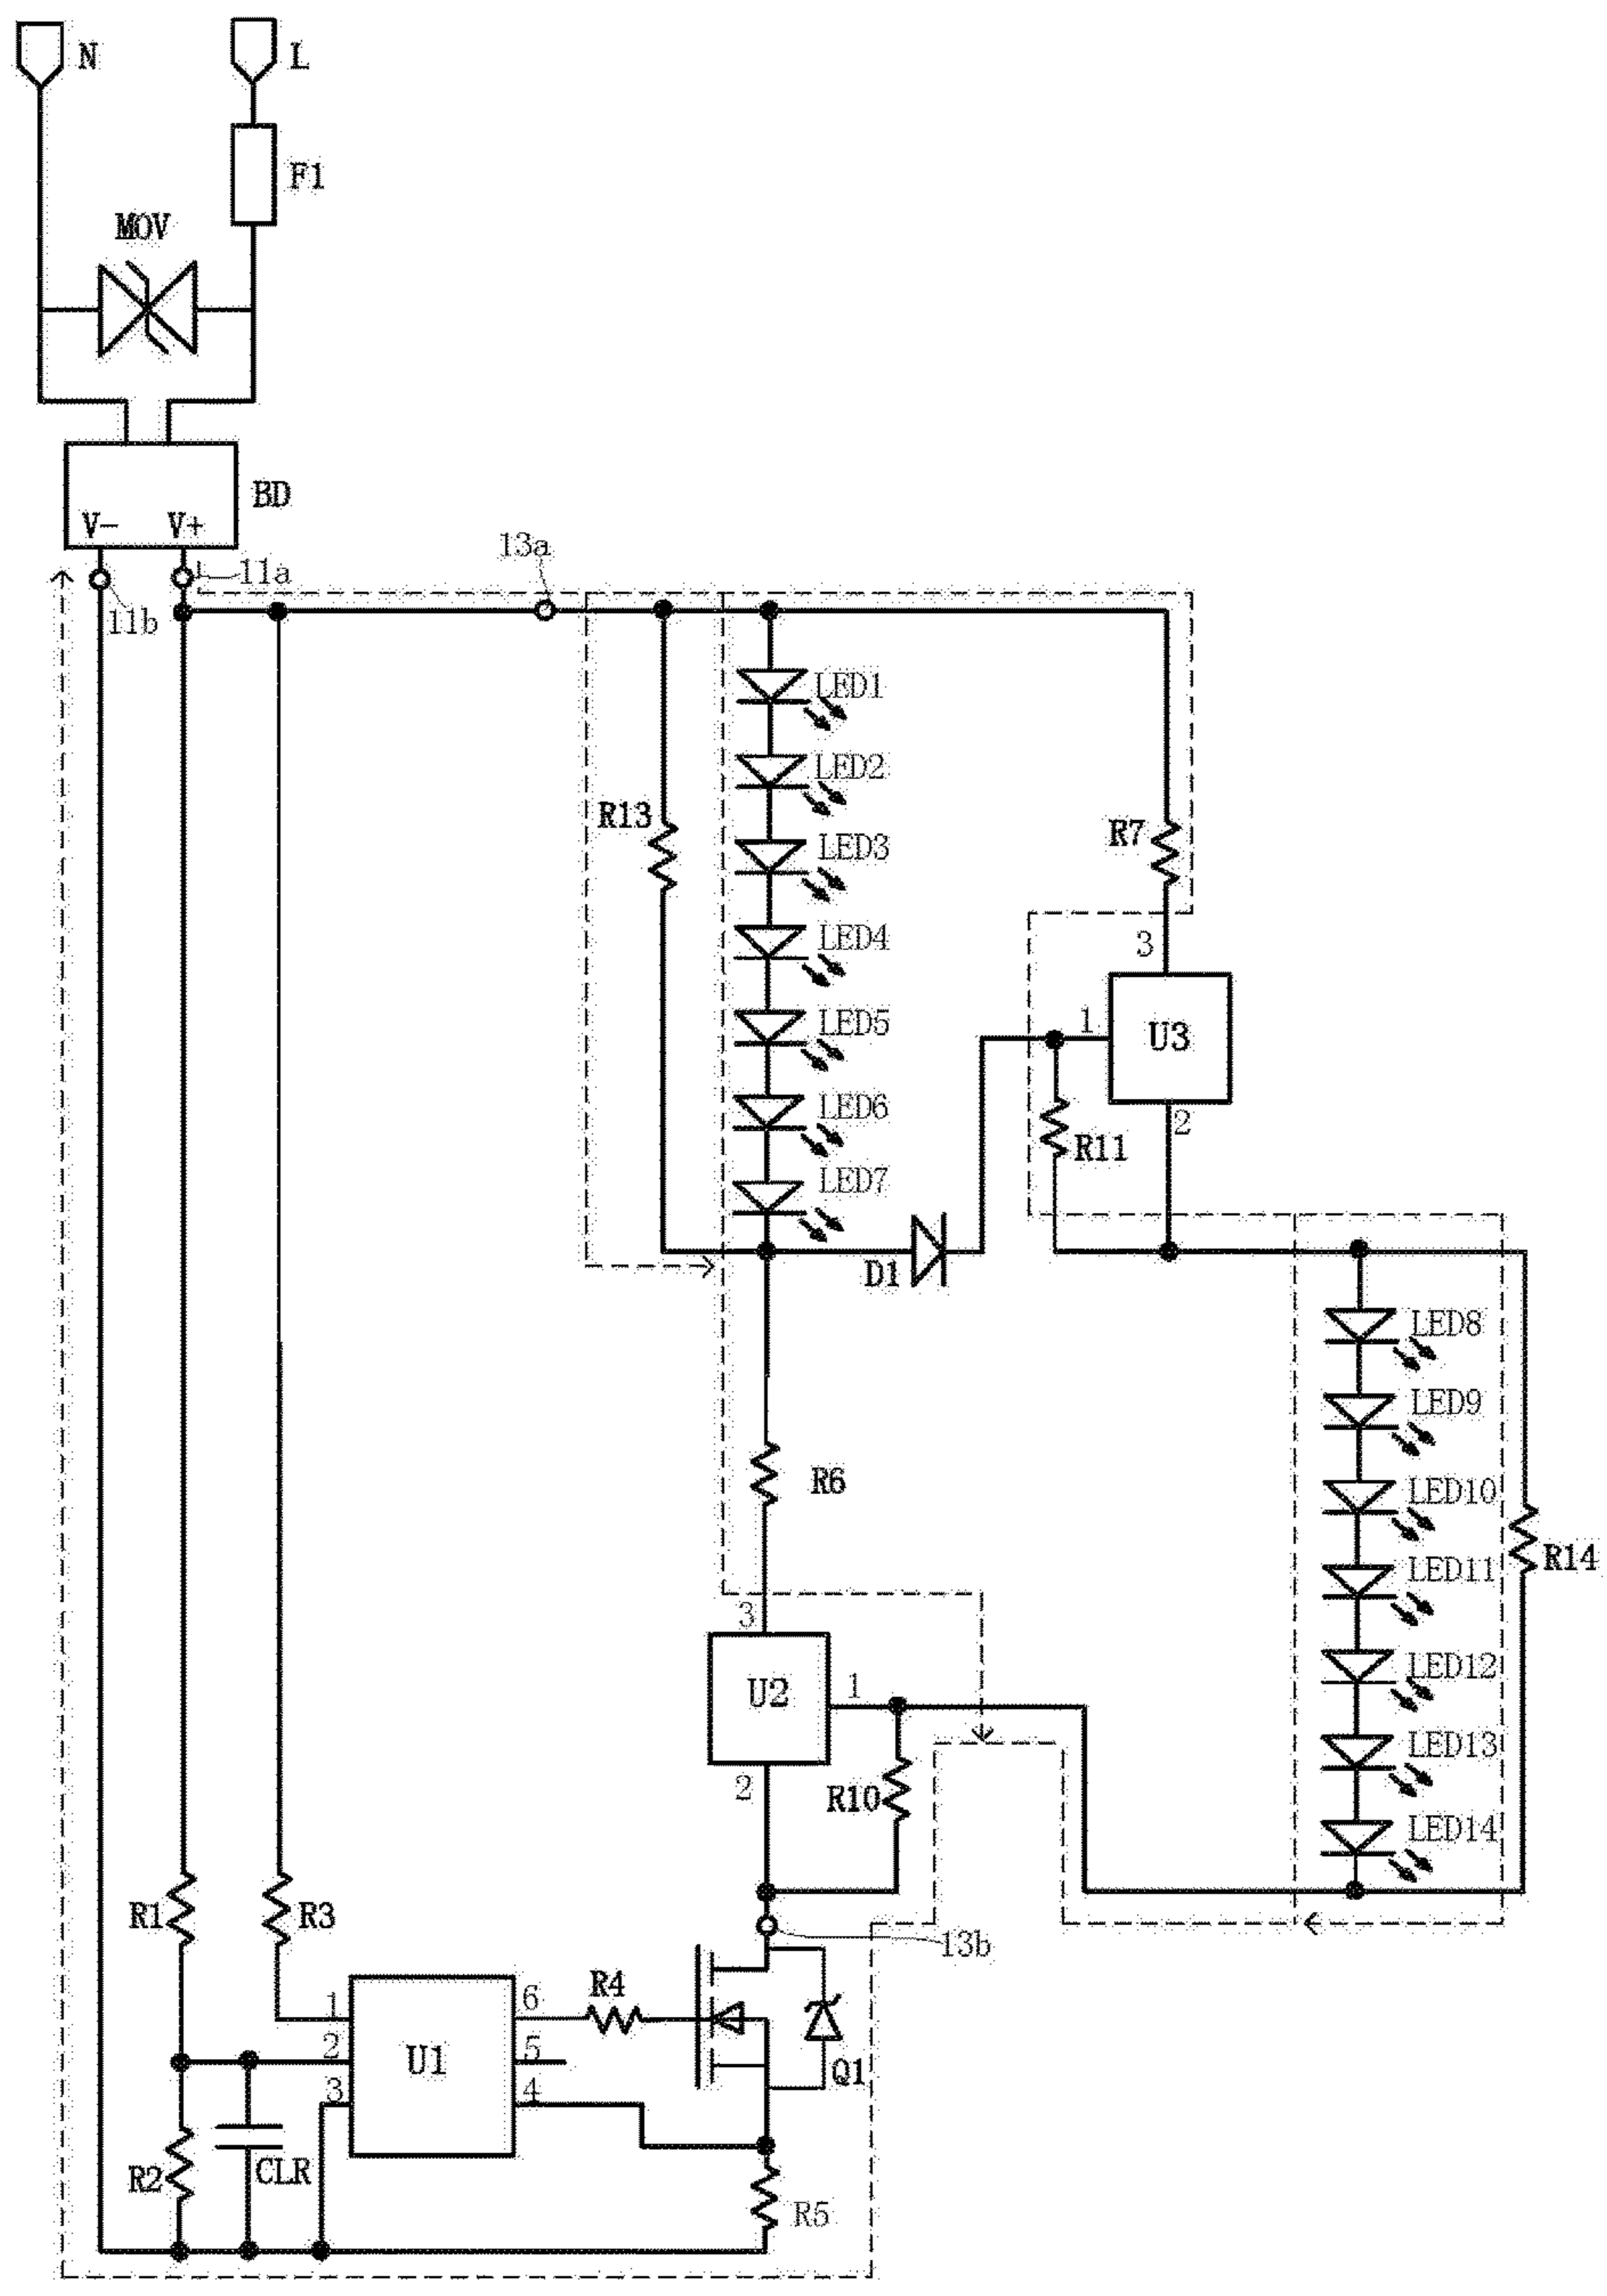 N
L
F1
MOV
BD
V-
V+
13a
11a
11b
LED1
LED2
R13
R7
LED3
LED4
3
LED5
1
U3
LED6
2
R11
LED7
D1
LED8
LED9
R6
LED10
R14
LED11
3
LED12
1
U2
LED13
2
R10
LED14
R1
R3
13b
R4
6
1
2
5
U1
Q1
3
4
CLR
R2
R5